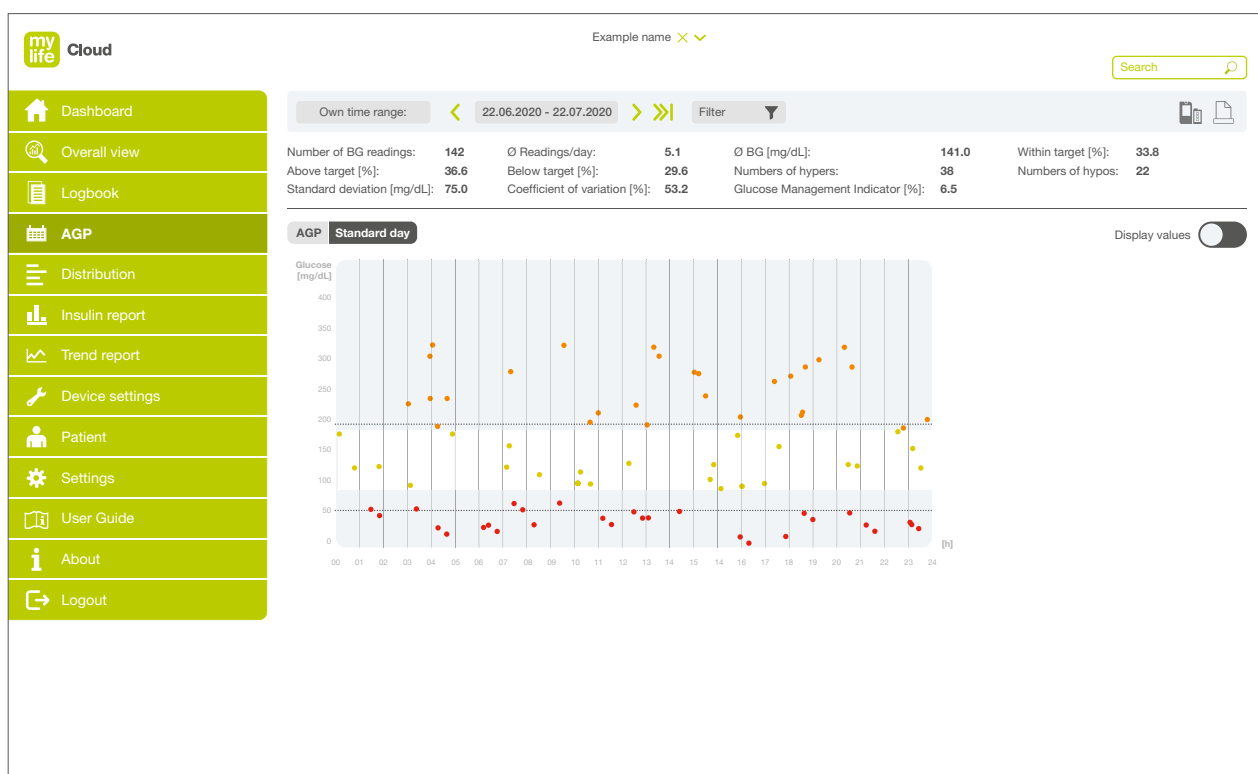 my
life Cloud
Example name
Search
Dashboard
Overall view
Logbook
AGP
Distribution
Insulin report
Trend report
Device settings
Patient
Settings
User Guide
About
Logout
Own time range: 22.06.2020 - 22.07.2020 Filter
Number of BG readings: 142 Ø Readings/day: 5.1 Ø BG [mg/dL]: 141.0 Within target [%]: 33.8
Above target [%]: 36.6 Below target [%]: 29.6 Numbers of hypers: 38 Numbers of hypos: 22
Standard deviation [mg/dL]: 75.0 Coefficient of variation [%]: 53.2 Glucose Management Indicator [%]: 6.5
AGP Standard day
Display values
Glucose
[mg/dL]
400
350
300
250
200
150
100
50
0
[h]
00 01 02 03 04 05 06 07 08 09 10 11 12 13 14 15 14 16 17 18 19 20 21 22 23 24